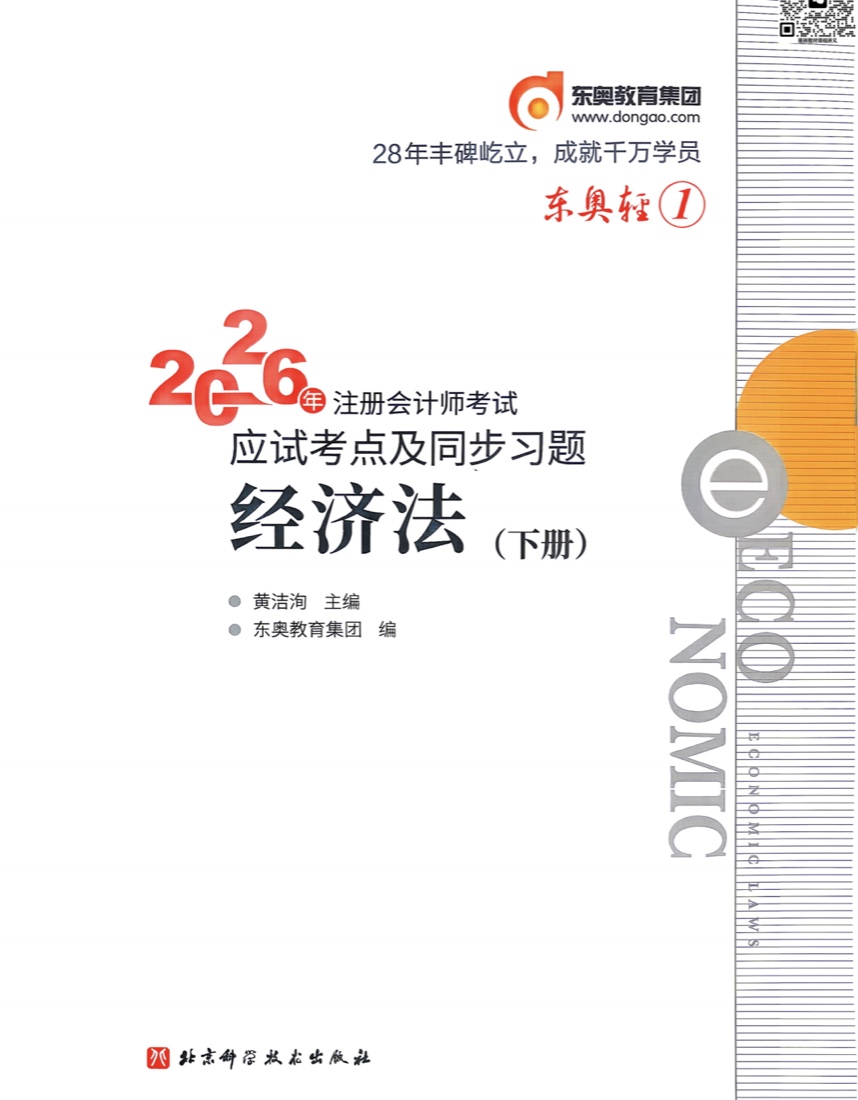 东奥教育集团
www.dongao.com
28年丰碑屹立，成就千万学员
东奥轻1
2026年 注册会计师考试
应试考点及同步习题
经济法（下册）
黄洁洵 主编
东奥教育集团 编
e
ECO
NOMIC
ECONOMIC LAWS
北京科学技术出版社